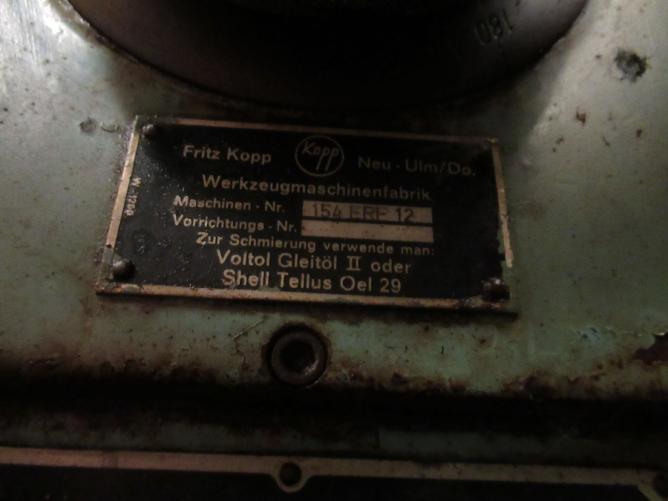 180
Fritz Kopp Kopp Neu-Ulm/Do.
Werkzeugmaschinenfabrik
Maschinen-Nr. 154 ERF 12
Vorrichtungs-Nr.
Zur Schmierung verwende man:
Voltol Gleitöl II oder
Shell Tellus Oel 29